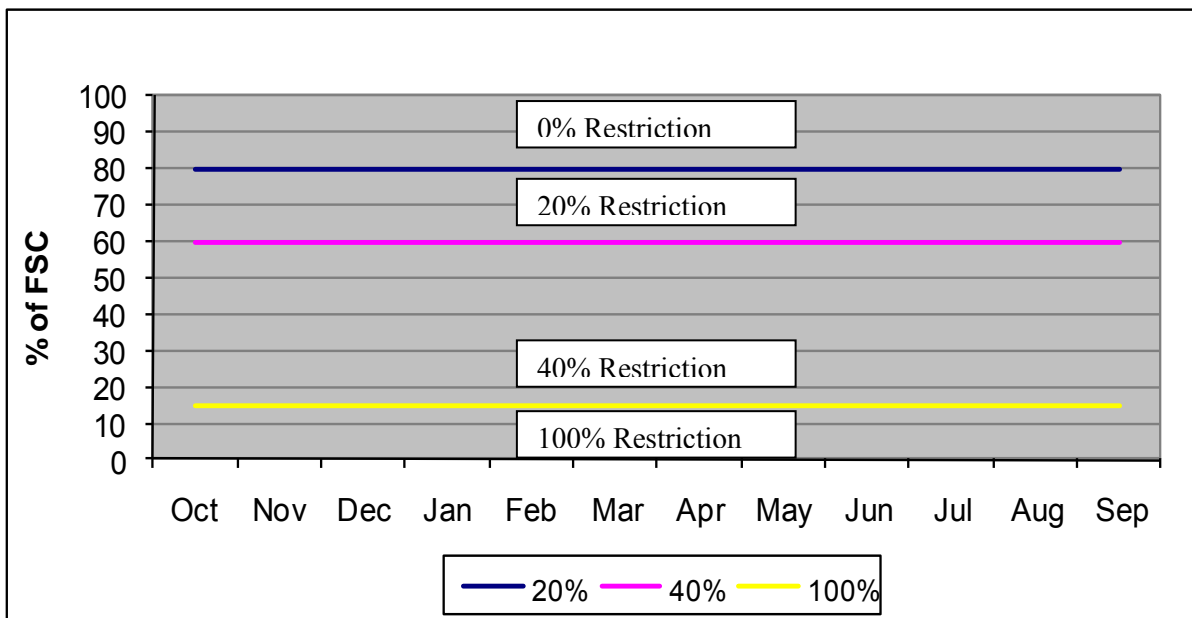 100
90
80
70
60
50
40
30
20
10
0
% of FSC
0% Restriction
20% Restriction
40% Restriction
100% Restriction
Oct Nov Dec Jan Feb Mar Apr May Jun Jul Aug Sep
20% 40% 100%